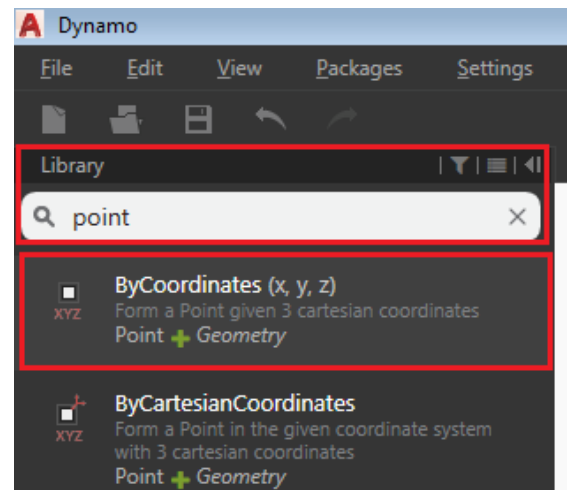 A Dynamo
File Edit View Packages Settings
Library
point
ByCoordinates (x, y, z)
XYZ
Form a Point given 3 cartesian coordinates
Point + Geometry
ByCartesianCoordinates
XYZ
Form a Point in the given coordinate system
with 3 cartesian coordinates
Point + Geometry